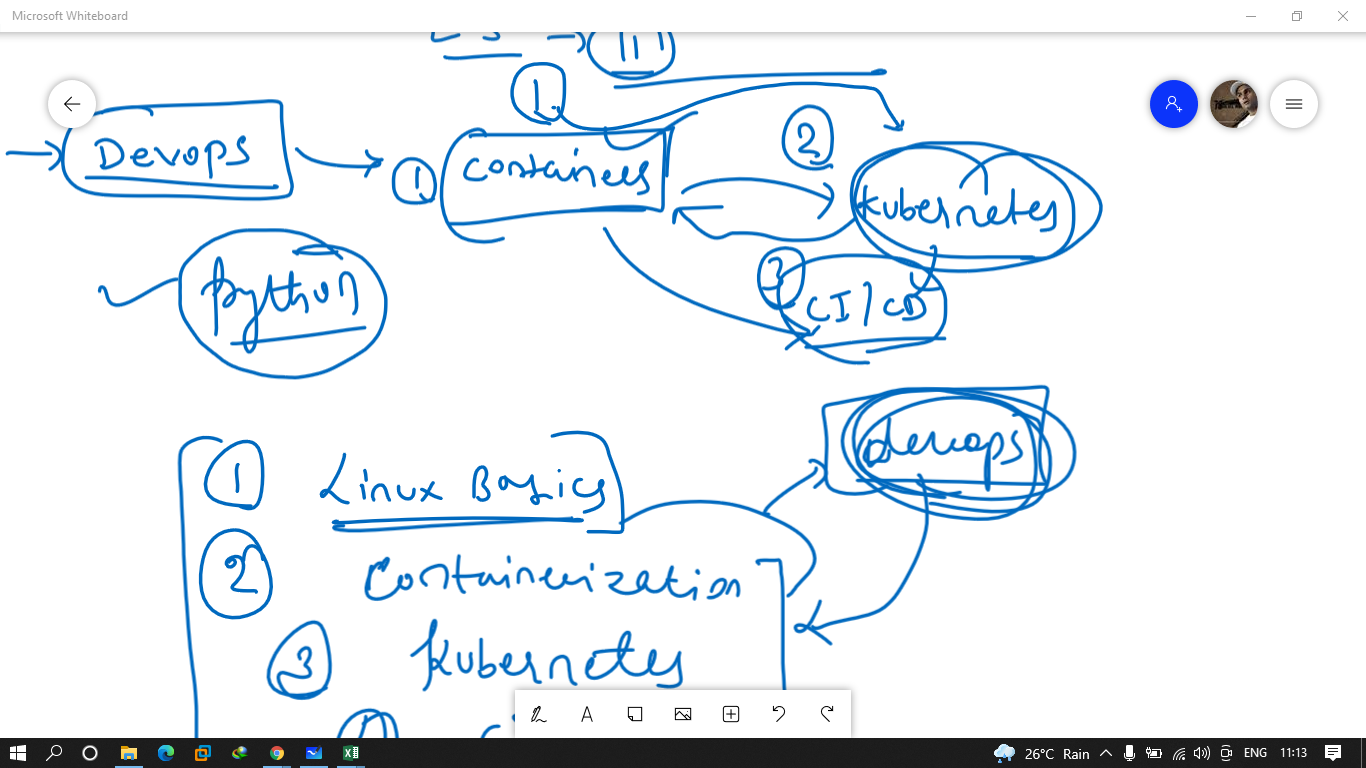 Microsoft Whiteboard
1
2
Devops
1
Containers
kubernetes
3
CI/CD
python
devops
1 Linux Basics
2 Containerization
3 Kubernetes
A
26°C Rain
ENG
11:13